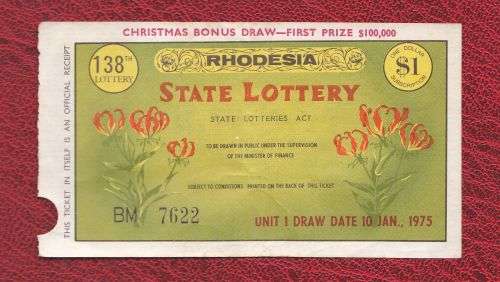 CHRISTMAS BONUS DRAW—FIRST PRIZE $100,000
138TH
LOTTERY
RHODESIA
ONE DOLLAR
$1
SUBSCRIPTION
STATE LOTTERY
STATE LOTTERIES ACT
TO BE DRAWN IN PUBLIC UNDER THE SUPERVISION
OF THE MINISTER OF FINANCE
SUBJECT TO CONDITIONS PRINTED ON THE BACK OF THIS TICKET
BM 7622
UNIT 1 DRAW DATE 10 JAN., 1975
THIS TICKET IN ITSELF IS AN OFFICIAL RECEIPT